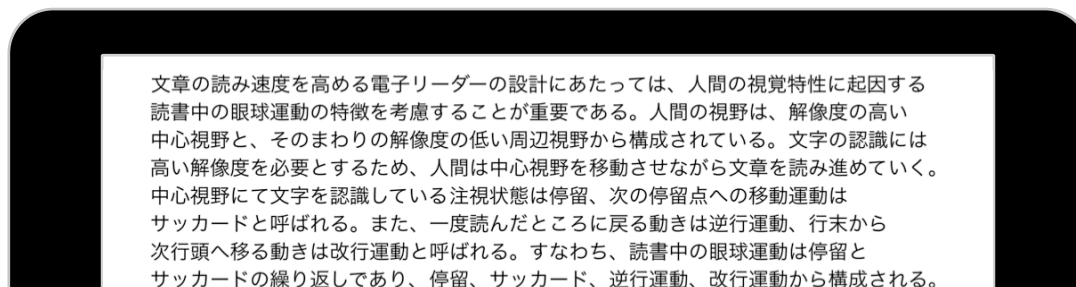 文章の読み速度を高める電子リーダーの設計にあたっては、人間の視覚特性に起因する
読書中の眼球運動の特徴を考慮することが重要である。人間の視野は、解像度の高い
中心視野と、そのまわりの解像度の低い周辺視野から構成されている。文字の認識には
高い解像度を必要とするため、人間は中心視野を移動させながら文章を読み進めていく。
中心視野にて文字を認識している注視状態は停留、次の停留点への移動運動は
サッカードと呼ばれる。また、一度読んだところに戻る動きは逆行運動、行末から
次行頭へ移る動きは改行運動と呼ばれる。すなわち、読書中の眼球運動は停留と
サッカードの繰り返しであり、停留、サッカード、逆行運動、改行運動から構成される。